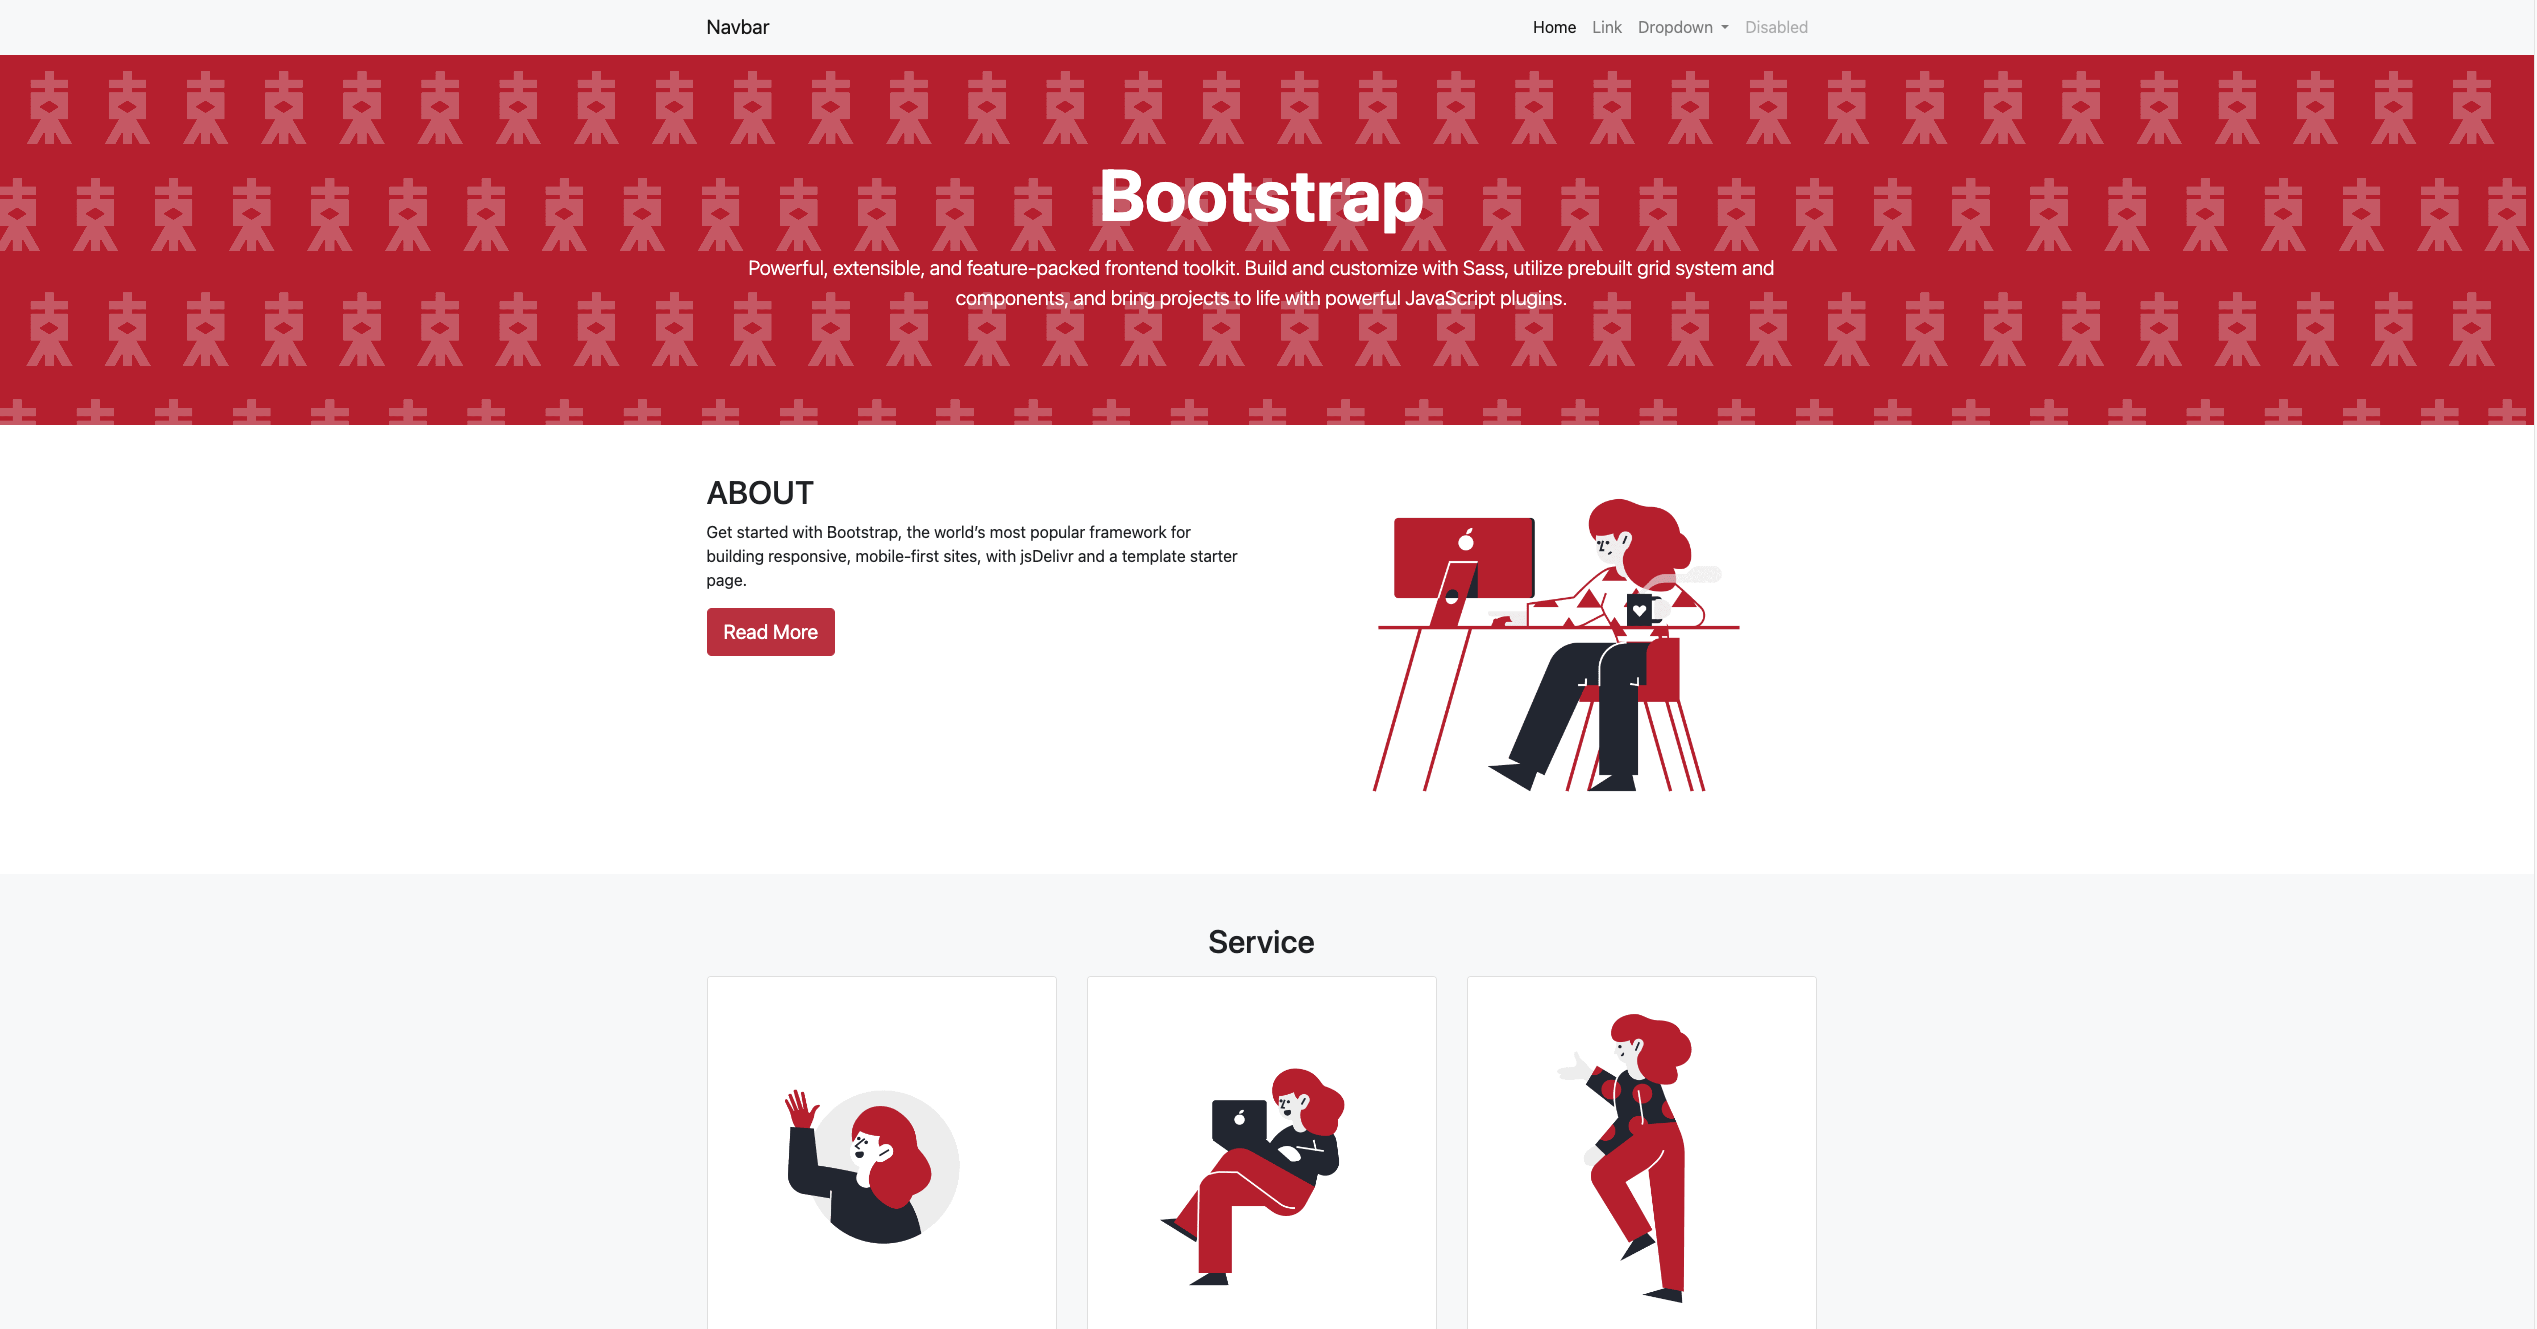 Navbar
Home Link Dropdown Disabled
Bootstrap
Powerful, extensible, and feature-packed frontend toolkit. Build and customize with Sass, utilize prebuilt grid system and
components, and bring projects to life with powerful JavaScript plugins.
ABOUT
Get started with Bootstrap, the world’s most popular framework for
building responsive, mobile-first sites, with jsDelivr and a template starter
page.
Read More
Service